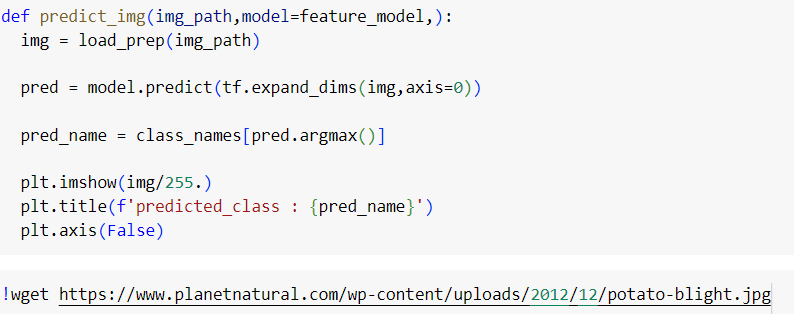 def predict_img(img_path,model=feature_model,):
  img = load_prep(img_path)
  pred = model.predict(tf.expand_dims(img,axis=0))
  pred_name = class_names[pred.argmax()]
  plt.imshow(img/255.)
  plt.title(f'predicted_class : {pred_name}')
  plt.axis(False)
!wget https://www.planetnatural.com/wp-content/uploads/2012/12/potato-blight.jpg